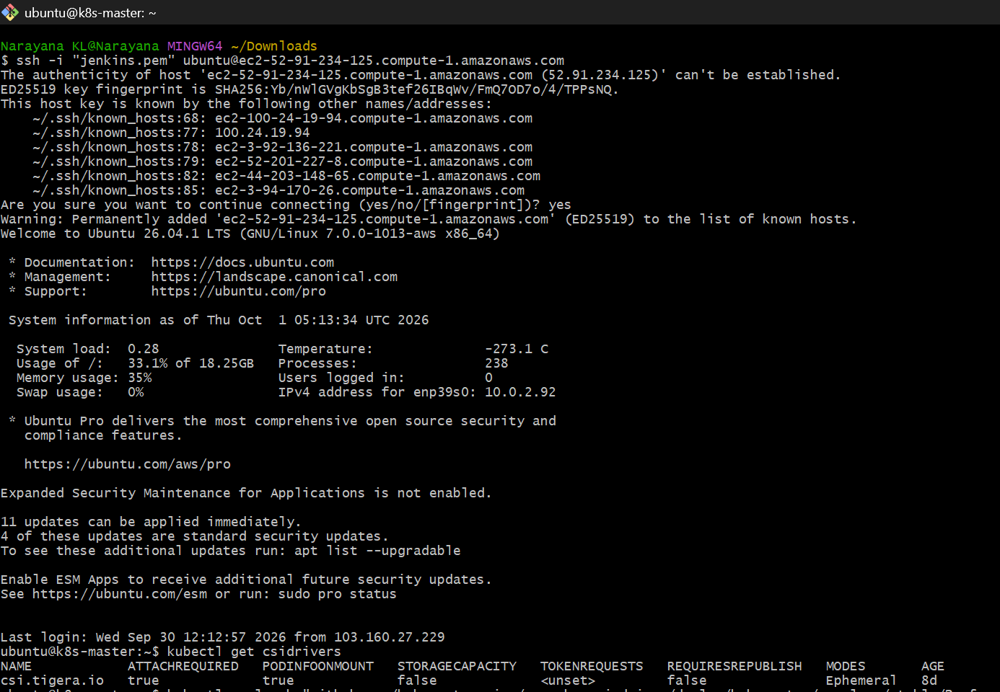 ubuntu@k8s-master: ~
Narayana KL@Narayana MINGW64 ~/Downloads
$ ssh -i "jenkins.pem" ubuntu@ec2-52-91-234-125.compute-1.amazonaws.com
The authenticity of host 'ec2-52-91-234-125.compute-1.amazonaws.com (52.91.234.125)' can't be established.
ED25519 key fingerprint is SHA256:Yb/nWlGVgKbSgB3tef26IBqWv/FmQ7OD7o/4/TPPsNQ.
This host key is known by the following other names/addresses:
    ~/.ssh/known_hosts:68: ec2-100-24-19-94.compute-1.amazonaws.com
    ~/.ssh/known_hosts:77: 100.24.19.94
    ~/.ssh/known_hosts:78: ec2-3-92-136-221.compute-1.amazonaws.com
    ~/.ssh/known_hosts:79: ec2-52-201-227-8.compute-1.amazonaws.com
    ~/.ssh/known_hosts:82: ec2-44-203-148-65.compute-1.amazonaws.com
    ~/.ssh/known_hosts:85: ec2-3-94-170-26.compute-1.amazonaws.com
Are you sure you want to continue connecting (yes/no/[fingerprint])? yes
Warning: Permanently added 'ec2-52-91-234-125.compute-1.amazonaws.com' (ED25519) to the list of known hosts.
Welcome to Ubuntu 26.04.1 LTS (GNU/Linux 7.0.0-1013-aws x86_64)
 * Documentation:  https://docs.ubuntu.com
 * Management:     https://landscape.canonical.com
 * Support:        https://ubuntu.com/pro
 System information as of Thu Oct  1 05:13:34 UTC 2026
  System load:  0.28               Temperature:              -273.1 C
  Usage of /:   33.1% of 18.25GB   Processes:                238
  Memory usage: 35%                Users logged in:          0
  Swap usage:   0%                 IPv4 address for enp39s0: 10.0.2.92
 * Ubuntu Pro delivers the most comprehensive open source security and
   compliance features.
   https://ubuntu.com/aws/pro
Expanded Security Maintenance for Applications is not enabled.
11 updates can be applied immediately.
4 of these updates are standard security updates.
To see these additional updates run: apt list --upgradable
Enable ESM Apps to receive additional future security updates.
See https://ubuntu.com/esm or run: sudo pro status
Last login: Wed Sep 30 12:12:57 2026 from 103.160.27.229
ubuntu@k8s-master:~$ kubectl get csidrivers
NAME            ATTACHREQUIRED   PODINFOONMOUNT   STORAGECAPACITY   TOKENREQUESTS   REQUIRESREPUBLISH   MODES       AGE
csi.tigera.io   true             true             false             <unset>         false               Ephemeral   8d